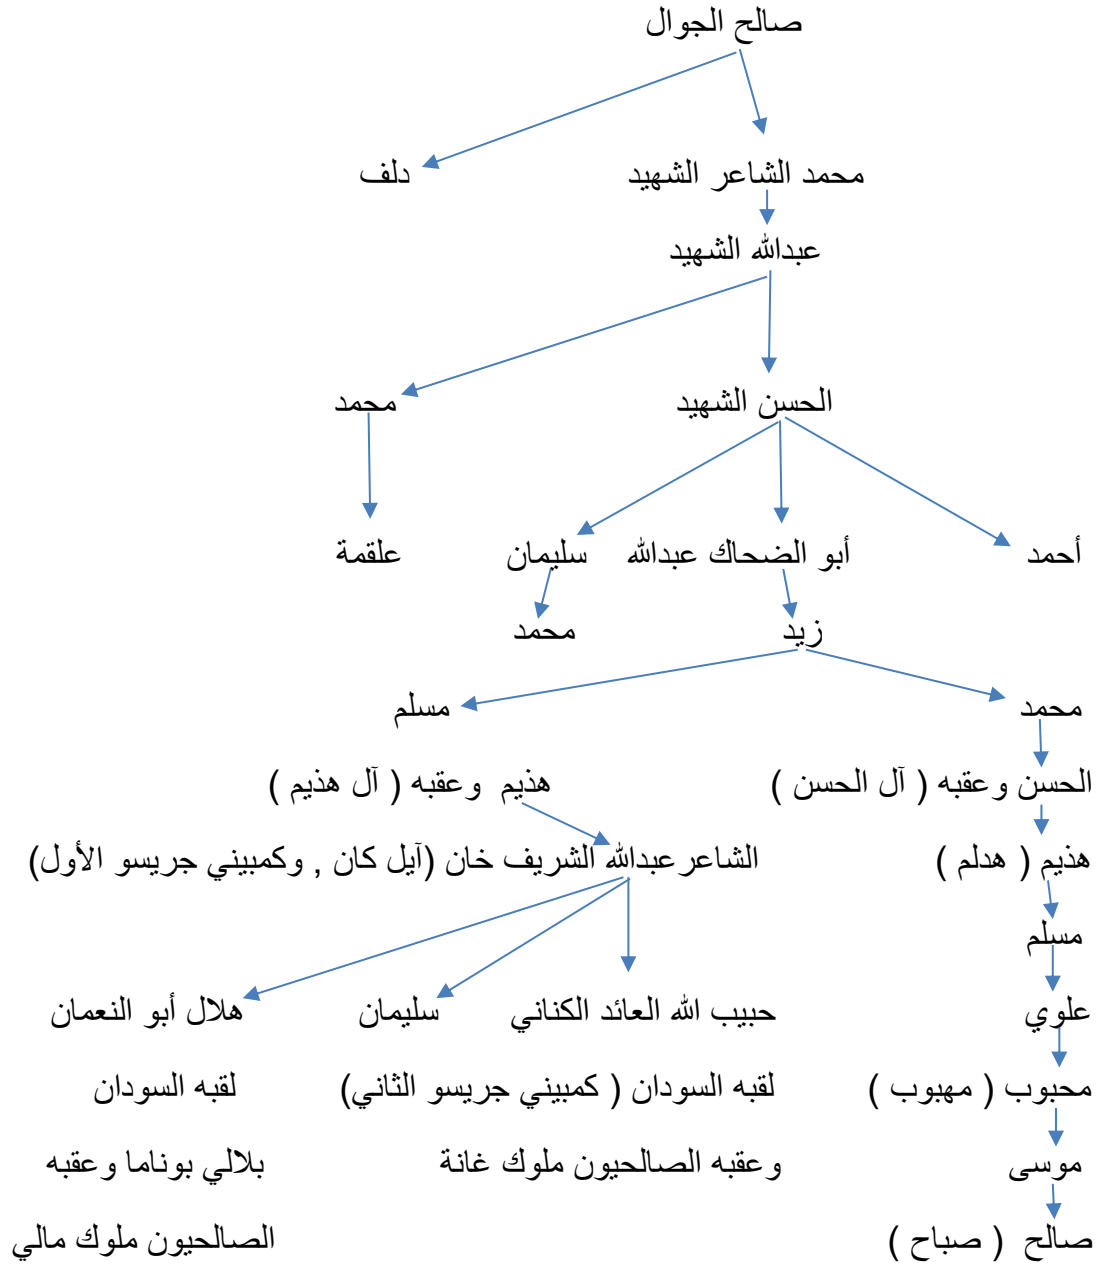 صالح الجوال
محمد الشاعر الشهيد دلف
عبدالله الشهيد
الحسن الشهيد محمد
أحمد أبو الضحاك عبدالله سليمان علقمة
زيد محمد
محمد مسلم
الحسن وعقبه ( آل الحسن ) هذيم وعقبه ( آل هذيم )
هذيم ( هدلم ) الشاعر عبدالله الشريف خان (آيل كان , وكمبيني جريسو الأول)
مسلم
علوي حبيب الله العائد الكناني سليمان هلال أبو النعمان
محبوب ( مهبوب ) لقبه السودان ( كمبيني جريسو الثاني) لقبه السودان
موسى وعقبه الصالحيون ملوك غانة بلالي بوناما وعقبه
صالح ( صباح ) الصالحيون ملوك مالي